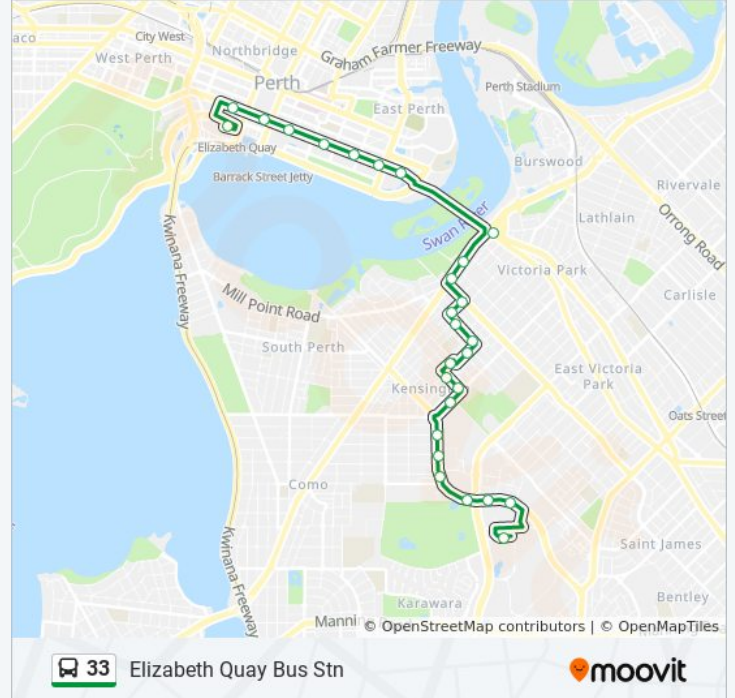 aco
City West
Northbridge
West Perth
Graham Farmer Freeway
Perth
Perth Stadium
East Perth
Elizabeth Quay
Burswood
Barrack Street Jetty
Rivervale
Swan River
Lathlain
Orrong Road
Kwinana Freeway
Victoria Park
Mill Point Road
Carlisle
South Perth
East Victoria
Park
Kensing
Oats Street
Como
Kwinana Freeway
Saint James
Karawara
Bentley
Manni
© OpenStreetMap contributors | © OpenMapTiles
33 Elizabeth Quay Bus Stn
moovit